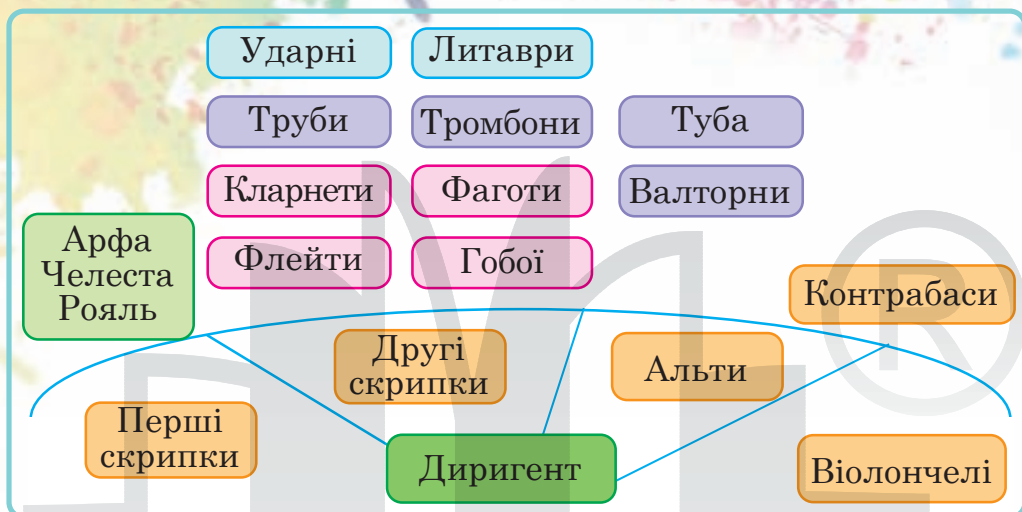 Ударні
Литаври
Труби
Тромбони
Туба
Кларнети
Фаготи
Валторни
Арфа
Челеста
Рояль
Флейти
Гобої
Контрабаси
Другі
скрипки
Альти
Перші
скрипки
Диригент
Віолончелі
®